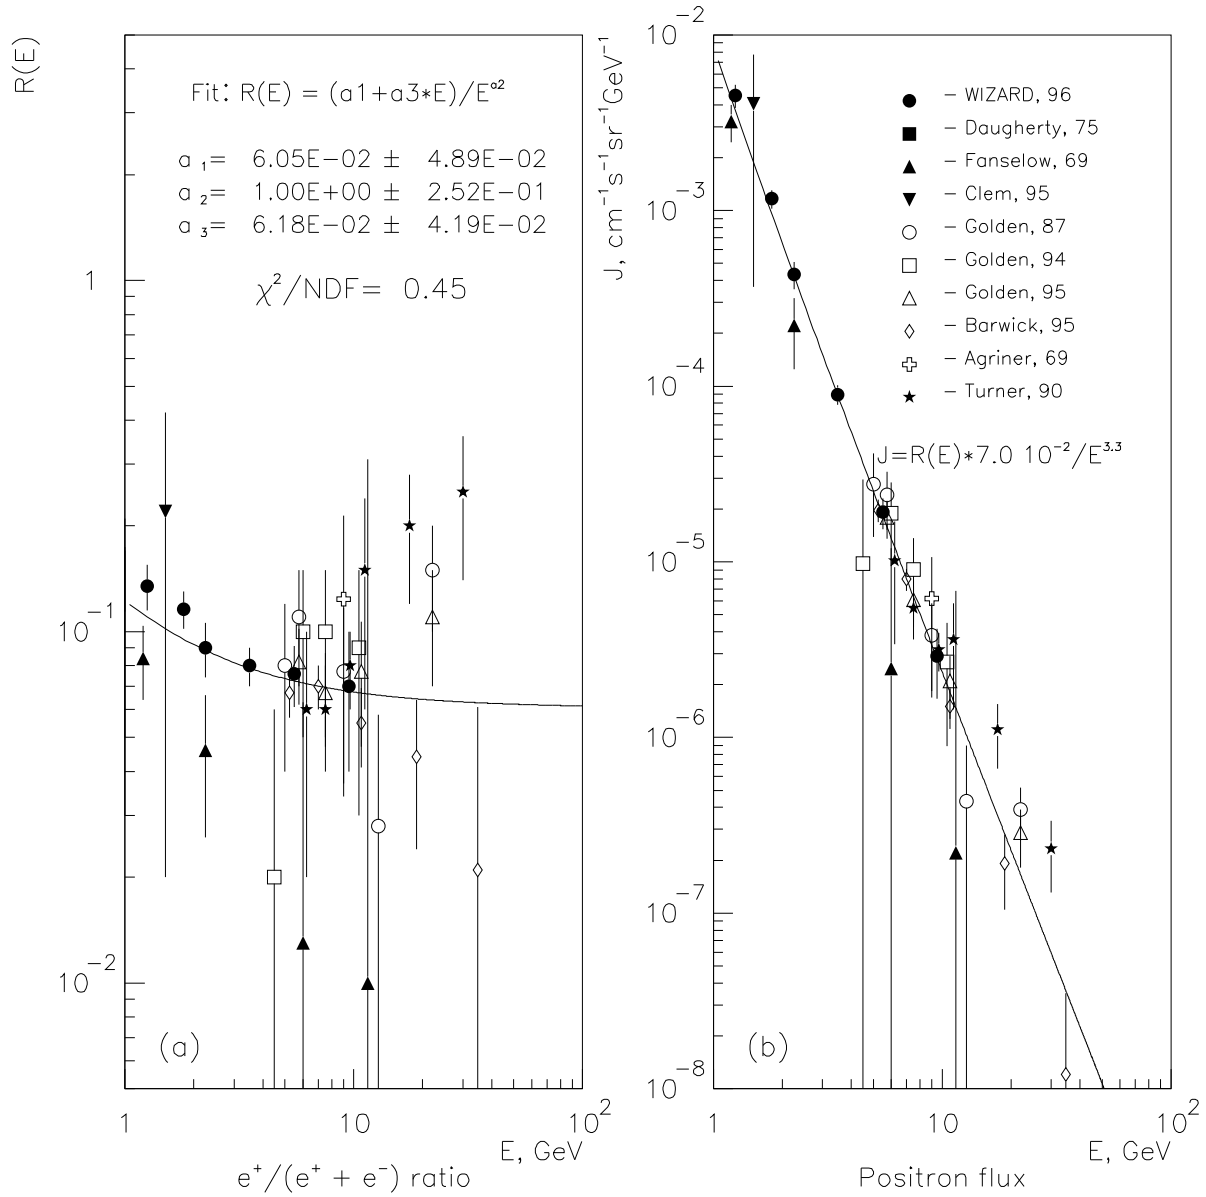 R(E)
Fit: R(E) = (a1+a3*E)/E^a2
a₁= 6.05E−02 ± 4.89E−02
a₂= 1.00E+00 ± 2.52E−01
a₃= 6.18E−02 ± 4.19E−02
χ²/NDF= 0.45
1
10⁻¹
10⁻²
(a)
1 10 10²
E, GeV
e⁺/(e⁺ + e⁻) ratio
J, cm⁻¹s⁻¹sr⁻¹GeV⁻¹
10⁻²
10⁻³
10⁻⁴
10⁻⁵
10⁻⁶
10⁻⁷
10⁻⁸
− WIZARD, 96
− Daugherty, 75
− Fanselow, 69
− Clem, 95
− Golden, 87
− Golden, 94
− Golden, 95
− Barwick, 95
− Agriner, 69
− Turner, 90
J=R(E)*7.0 10⁻²/E^3.3
(b)
1 10 10²
E, GeV
Positron flux